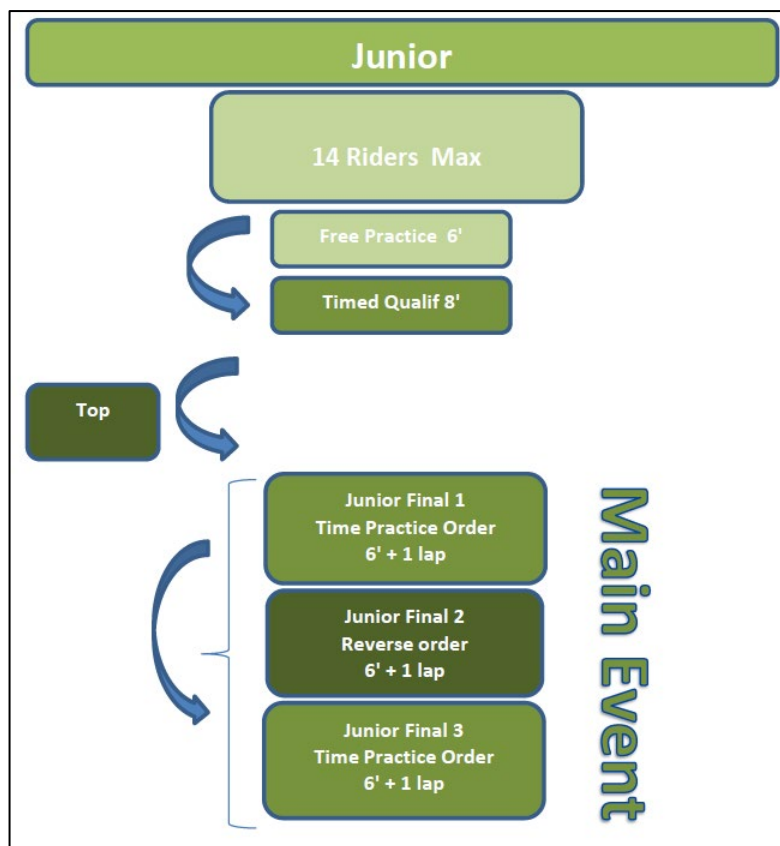 Junior
14 Riders Max
Free Practice 6'
Timed Qualif 8'
Top
Junior Final 1
Time Practice Order
6' + 1 lap
Junior Final 2
Reverse order
6' + 1 lap
Junior Final 3
Time Practice Order
6' + 1 lap
Main Event